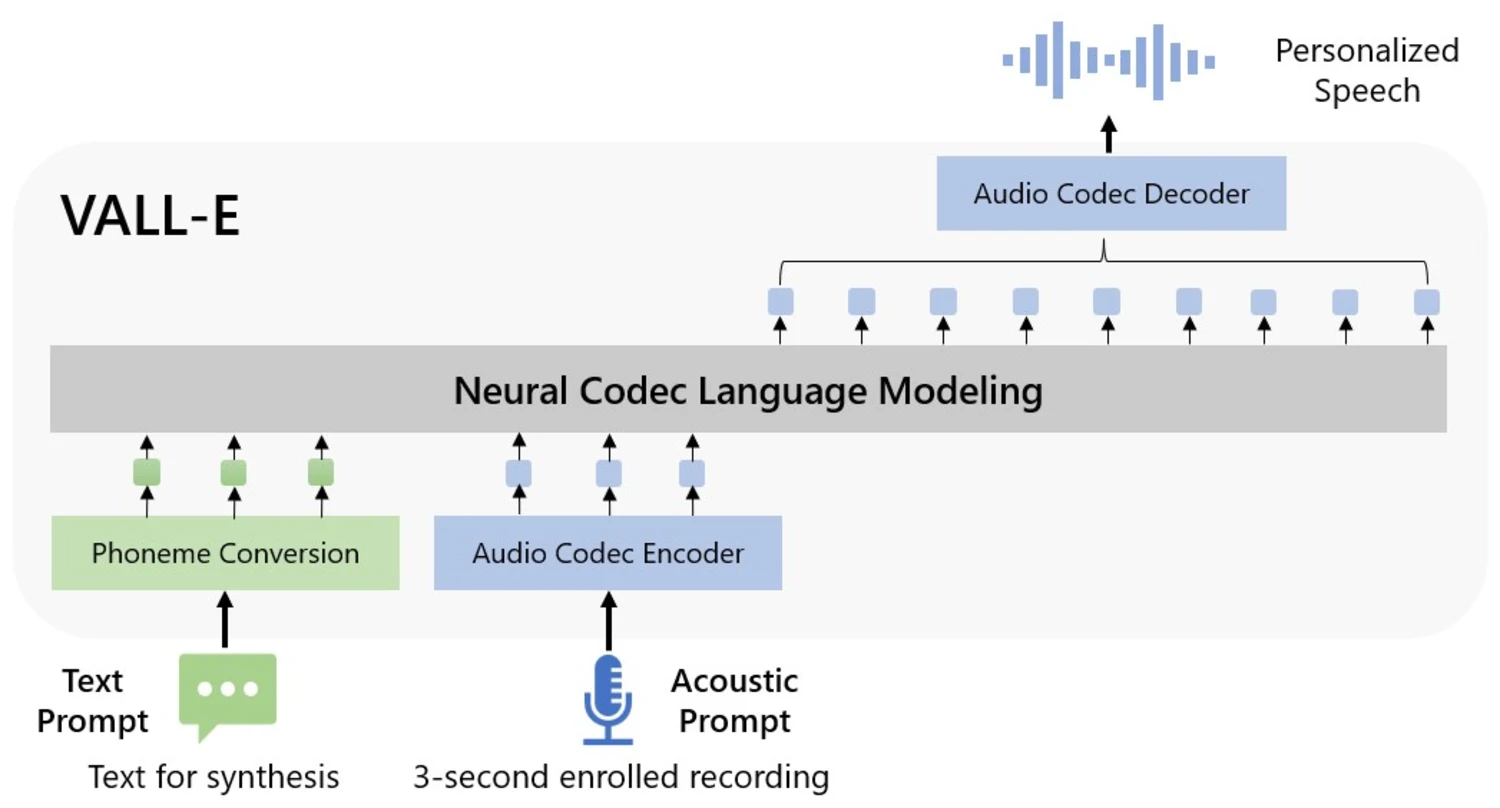 Personalized
Speech
Audio Codec Decoder
VALL-E
Neural Codec Language Modeling
Phoneme Conversion
Audio Codec Encoder
Text
Prompt
Acoustic
Prompt
Text for synthesis
3-second enrolled recording